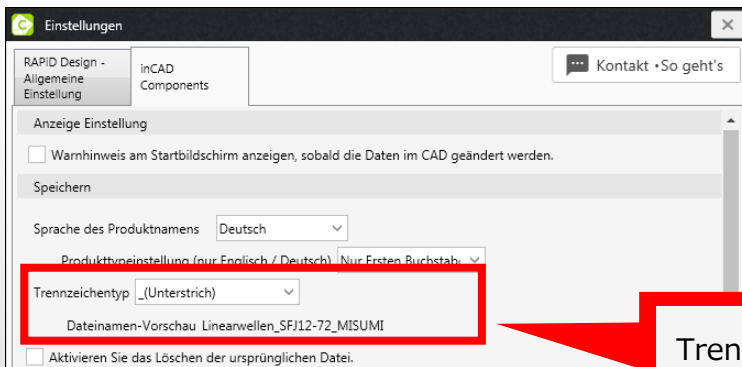 Einstellungen
RAPiD Design -
Allgemeine
Einstellung
inCAD
Components
Kontakt •So geht's
Anzeige Einstellung
Warnhinweis am Startbildschirm anzeigen, sobald die Daten im CAD geändert werden.
Speichern
Sprache des Produktnamens Deutsch
Produkttypeinstellung (nur Englisch / Deutsch) Nur Ersten
Trennzeichentyp _(Unterstrich)
Dateinamen-Vorschau Linearwellen_SFJ12-72_MISUMI
Aktivieren Sie das Löschen der ursprünglichen Datei.